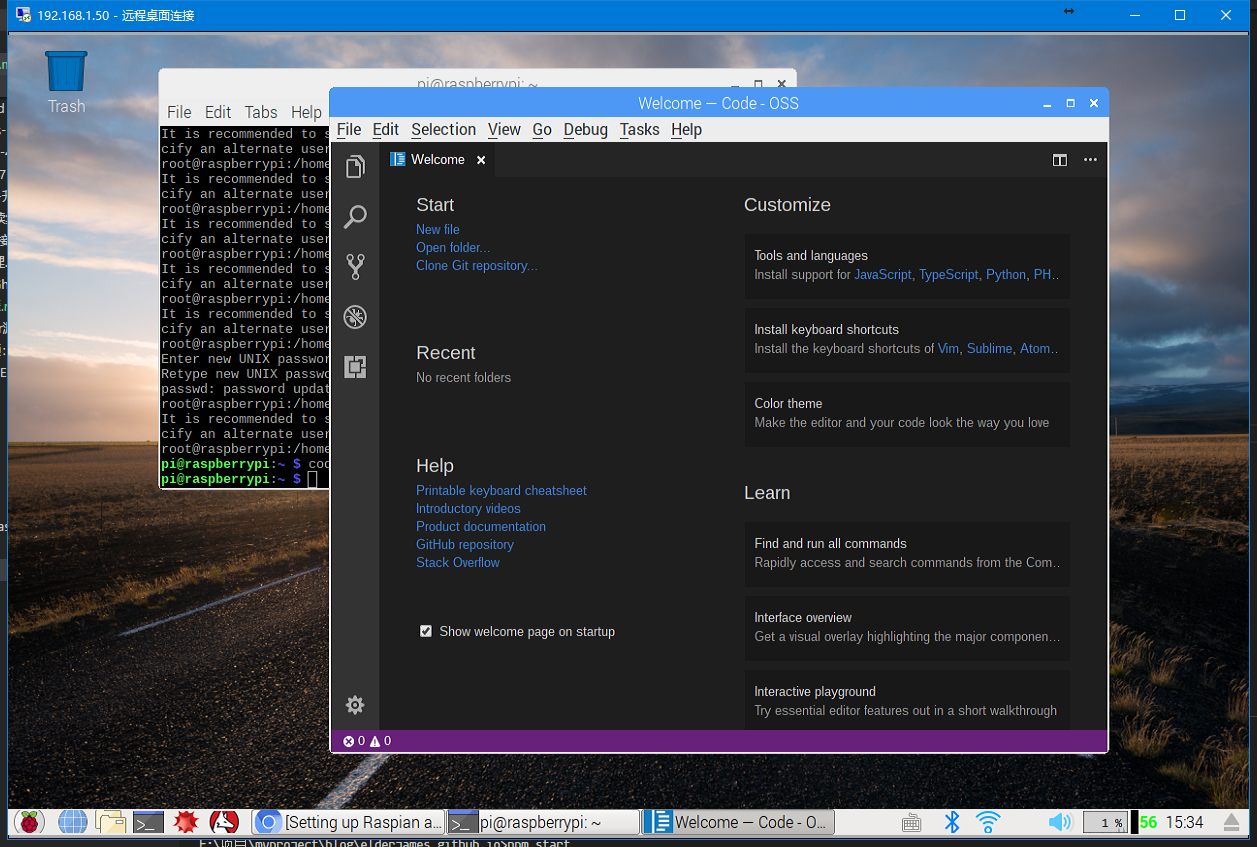 192.168.1.50 - 远程桌面连接
Trash
pi@raspberrypi: ~
File Edit Tabs Help
It is recommended to s
cify an alternate user
root@raspberrypi:/home
It is recommended to s
cify an alternate user
root@raspberrypi:/home
It is recommended to s
cify an alternate user
root@raspberrypi:/home
It is recommended to s
cify an alternate user
root@raspberrypi:/home
It is recommended to s
cify an alternate user
root@raspberrypi:/home
Enter new UNIX passwor
Retype new UNIX passwo
passwd: password updat
root@raspberrypi:/home
It is recommended to s
cify an alternate user
root@raspberrypi:/home
pi@raspberrypi:~ $ cod
pi@raspberrypi:~ $
Welcome — Code - OSS
File Edit Selection View Go Debug Tasks Help
Welcome
Start
New file
Open folder...
Clone Git repository...
Recent
No recent folders
Help
Printable keyboard cheatsheet
Introductory videos
Product documentation
GitHub repository
Stack Overflow
Show welcome page on startup
Customize
Tools and languages
Install support for JavaScript, TypeScript, Python, PH..
Install keyboard shortcuts
Install the keyboard shortcuts of Vim, Sublime, Atom..
Color theme
Make the editor and your code look the way you love
Learn
Find and run all commands
Rapidly access and search commands from the Com..
Interface overview
Get a visual overlay highlighting the major componen...
Interactive playground
Try essential editor features out in a short walkthrough
0 0
[Setting up Raspian a... pi@raspberrypi: ~ Welcome — Code - O... 1 % 56 15:34